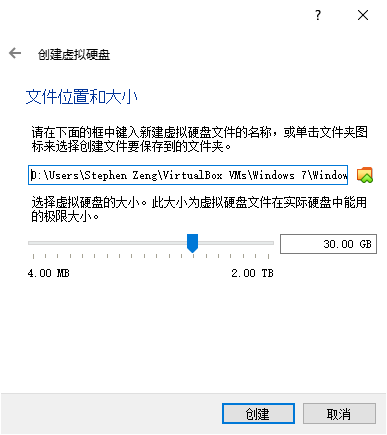 ?
创建虚拟硬盘
文件位置和大小
请在下面的框中键入新建虚拟硬盘文件的名称，或单击文件夹图
标来选择创建文件要保存到的文件夹。
D:\Users\Stephen Zeng\VirtualBox VMs\Windows 7\Window
选择虚拟硬盘的大小。此大小为虚拟硬盘文件在实际硬盘中能用
的极限大小。
30.00 GB
4.00 MB
2.00 TB
创建
取消